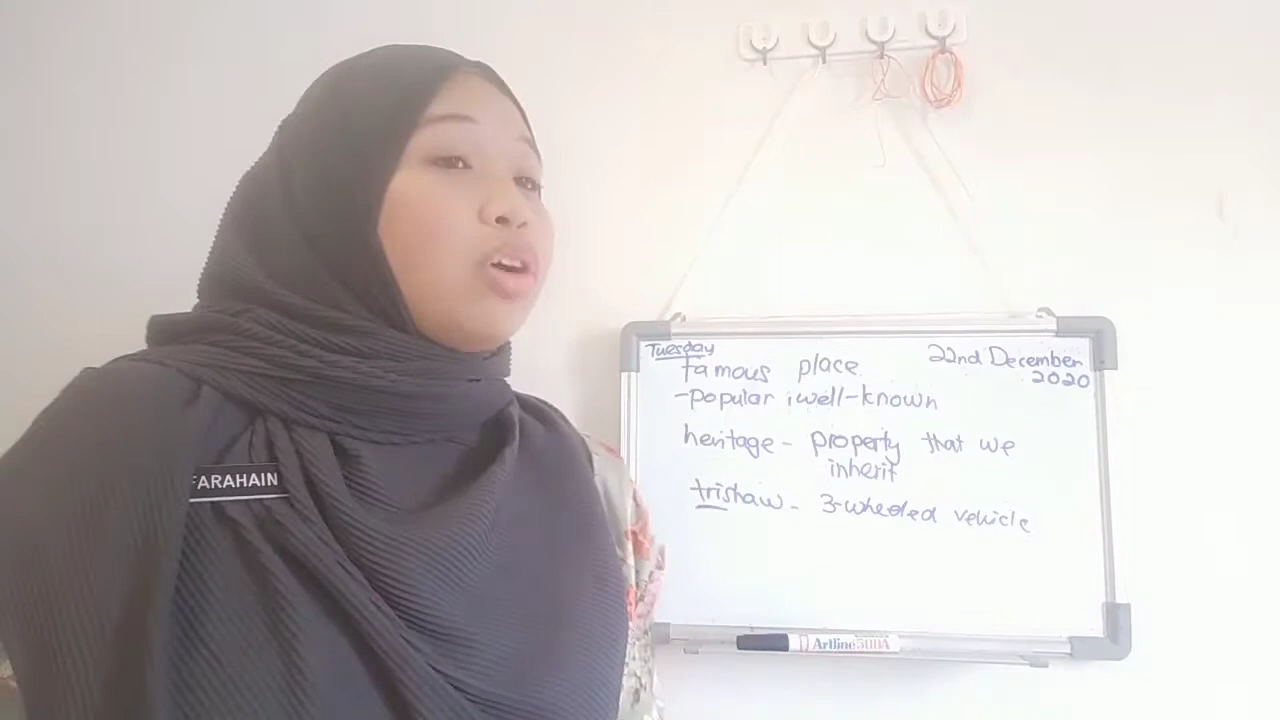 Tuesday
22nd December
2020
famous place
-popular ; well-known
heritage - property that we
inherit
trishaw - 3-wheeled vehicle
FARAHAIN
Artline 500A